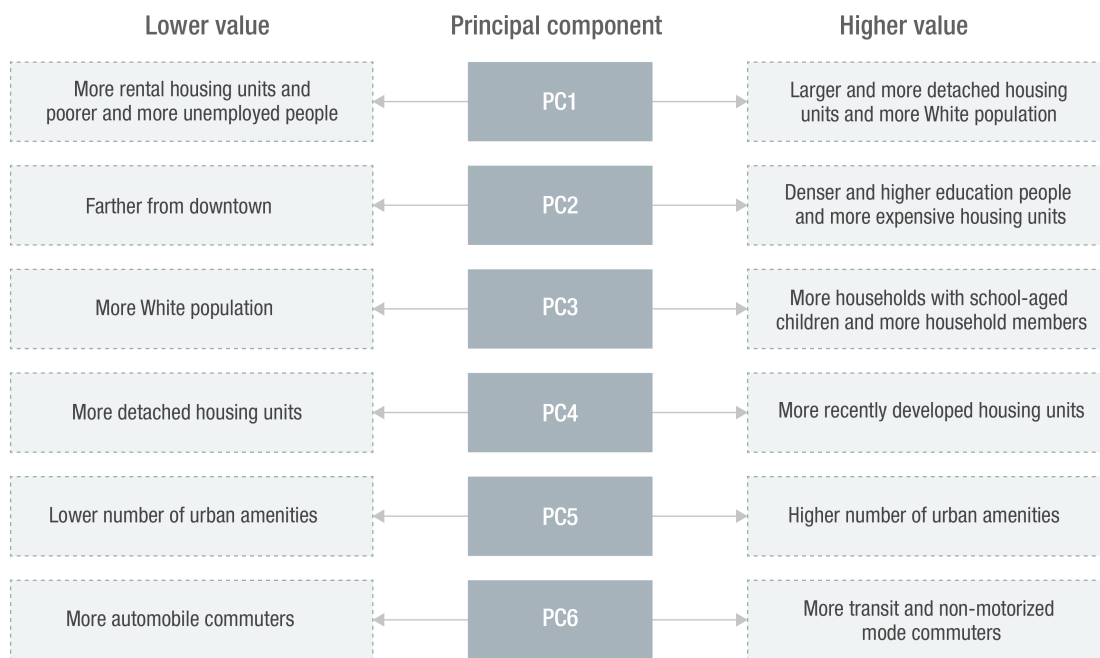 Lower value
Principal component
Higher value
More rental housing units and
poorer and more unemployed people
PC1
Larger and more detached housing
units and more White population
Farther from downtown
PC2
Denser and higher education people
and more expensive housing units
More White population
PC3
More households with school-aged
children and more household members
More detached housing units
PC4
More recently developed housing units
Lower number of urban amenities
PC5
Higher number of urban amenities
More automobile commuters
PC6
More transit and non-motorized
mode commuters